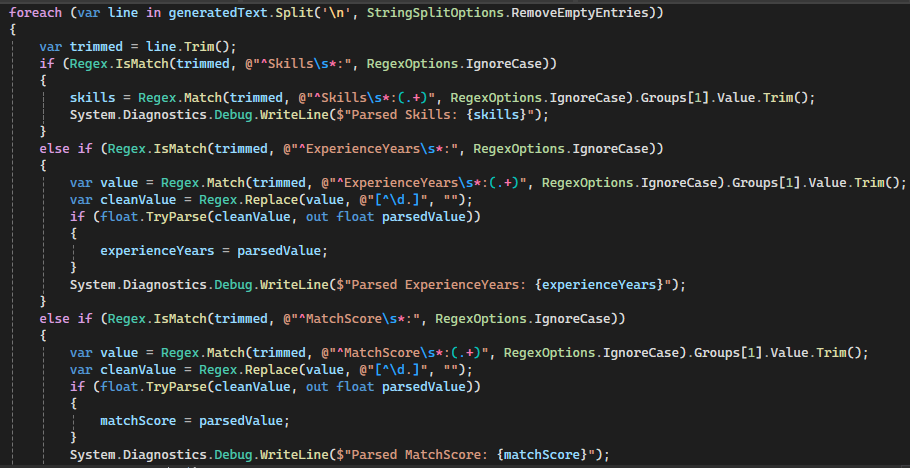 foreach (var line in generatedText.Split('\n', StringSplitOptions.RemoveEmptyEntries))
{
    var trimmed = line.Trim();
    if (Regex.IsMatch(trimmed, @"^Skills\s*:", RegexOptions.IgnoreCase))
    {
        skills = Regex.Match(trimmed, @"^Skills\s*:(.+)", RegexOptions.IgnoreCase).Groups[1].Value.Trim();
        System.Diagnostics.Debug.WriteLine($"Parsed Skills: {skills}");
    }
    else if (Regex.IsMatch(trimmed, @"^ExperienceYears\s*:", RegexOptions.IgnoreCase))
    {
        var value = Regex.Match(trimmed, @"^ExperienceYears\s*:(.+)", RegexOptions.IgnoreCase).Groups[1].Value.Trim();
        var cleanValue = Regex.Replace(value, @"[^\d.]", "");
        if (float.TryParse(cleanValue, out float parsedValue))
        {
            experienceYears = parsedValue;
        }
        System.Diagnostics.Debug.WriteLine($"Parsed ExperienceYears: {experienceYears}");
    }
    else if (Regex.IsMatch(trimmed, @"^MatchScore\s*:", RegexOptions.IgnoreCase))
    {
        var value = Regex.Match(trimmed, @"^MatchScore\s*:(.+)", RegexOptions.IgnoreCase).Groups[1].Value.Trim();
        var cleanValue = Regex.Replace(value, @"[^\d.]", "");
        if (float.TryParse(cleanValue, out float parsedValue))
        {
            matchScore = parsedValue;
        }
        System.Diagnostics.Debug.WriteLine($"Parsed MatchScore: {matchScore}");